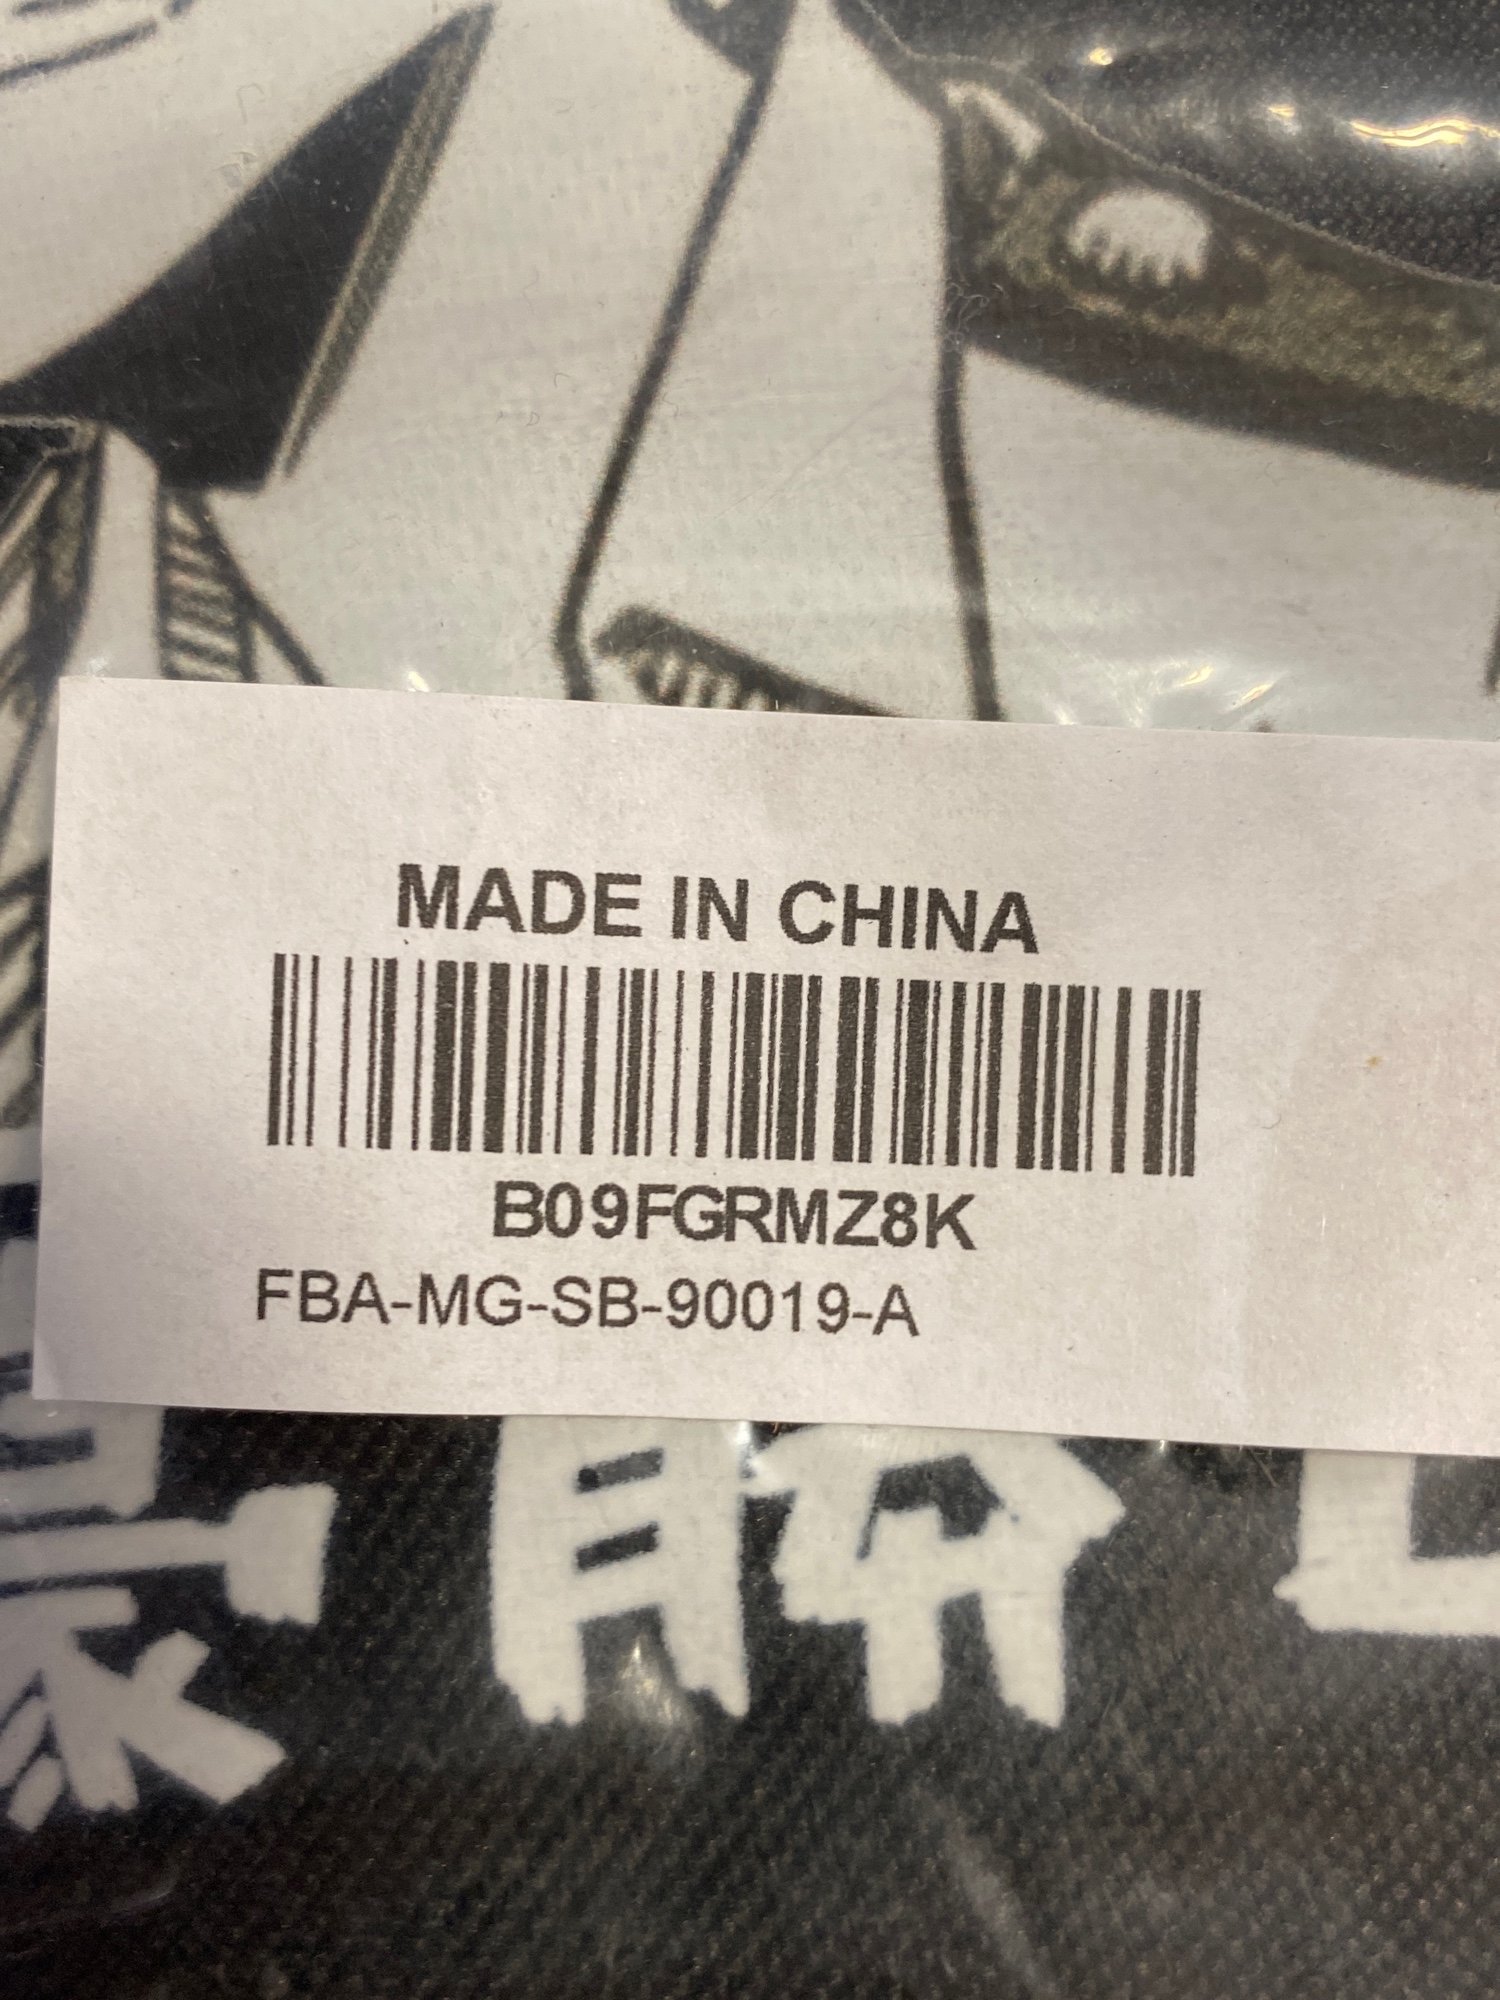 MADE IN CHINA
B09FGRMZ8K
FBA-MG-SB-90019-A